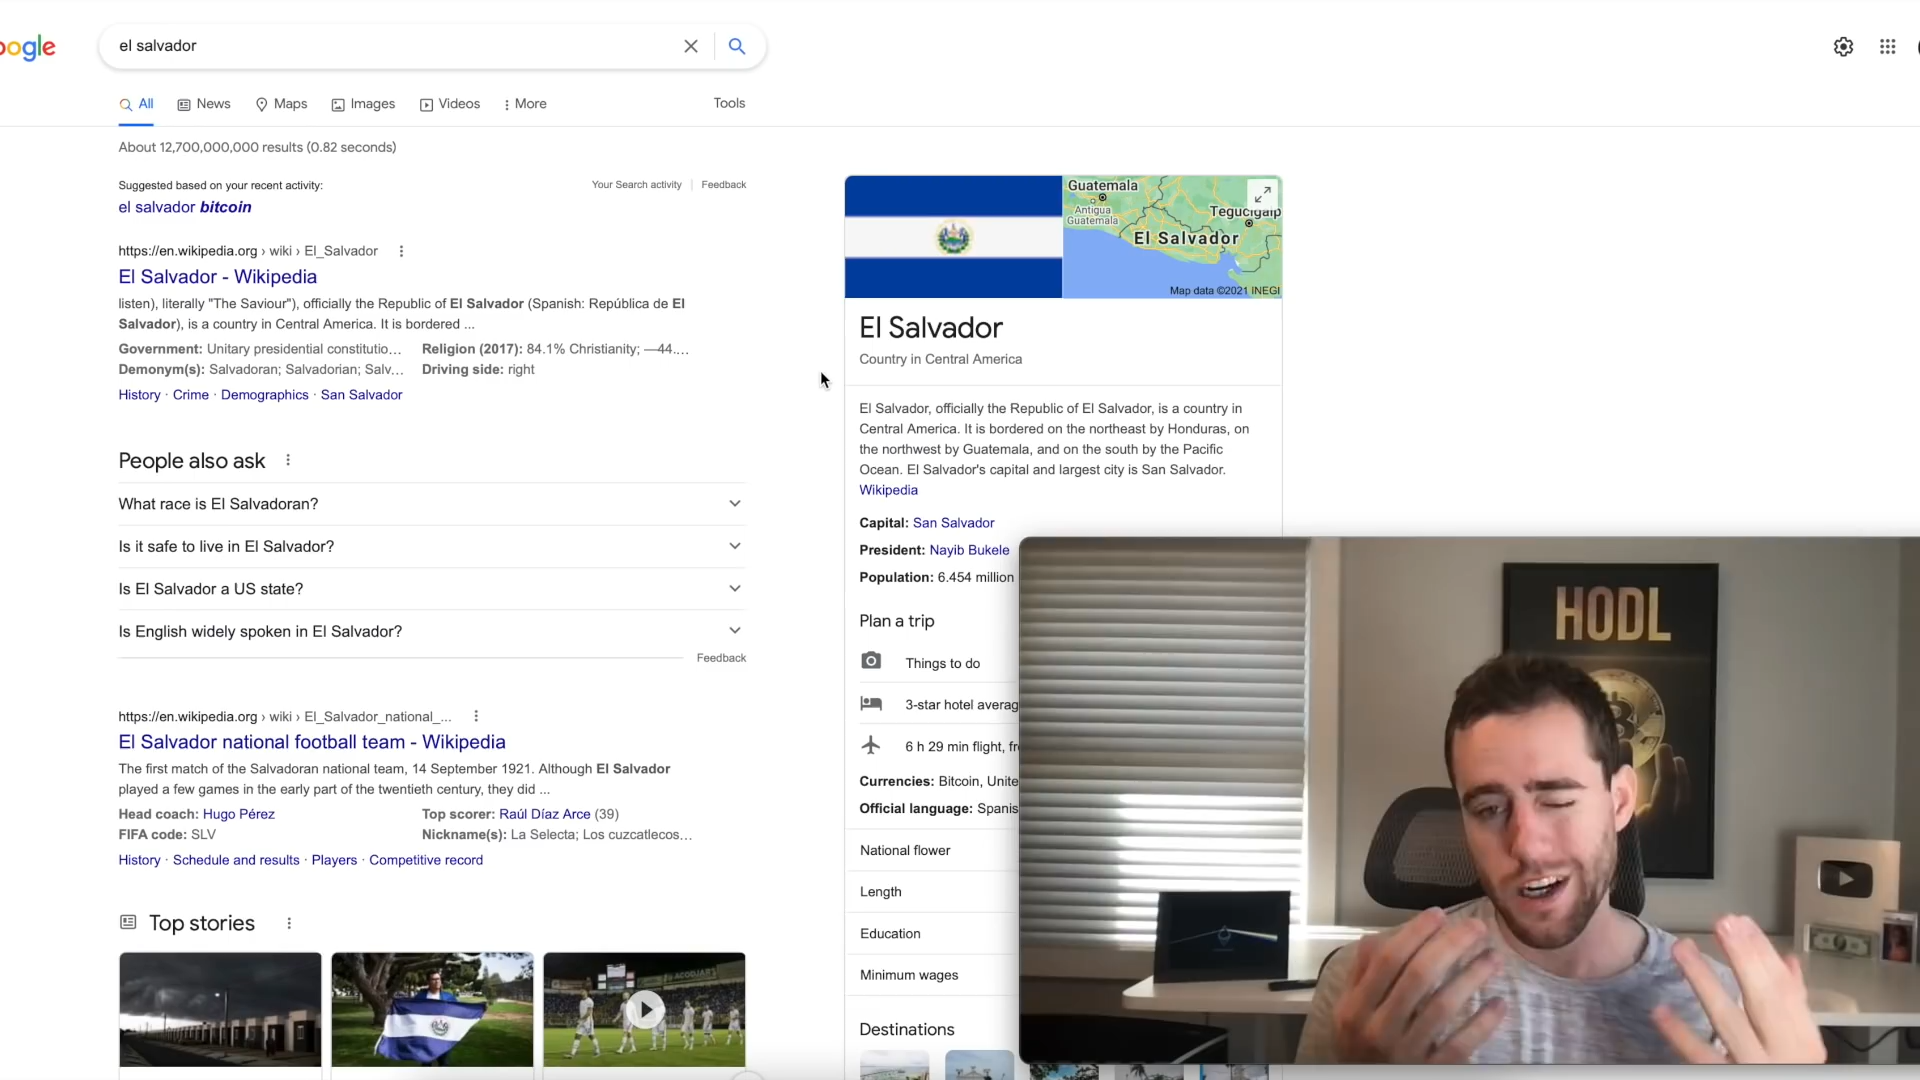 oogle
el salvador
All
News
Maps
Images
Videos
More
Tools
About 12,700,000,000 results (0.82 seconds)
Suggested based on your recent activity:
Your Search activity
Feedback
el salvador bitcoin
https://en.wikipedia.org › wiki › El_Salvador
El Salvador - Wikipedia
listen), literally "The Saviour"), officially the Republic of El Salvador (Spanish: República de El
Salvador), is a country in Central America. It is bordered ...
Government: Unitary presidential constitutio...
Religion (2017): 84.1% Christianity; —44....
Demonym(s): Salvadoran; Salvadorian; Salv...
Driving side: right
History · Crime · Demographics · San Salvador
People also ask
What race is El Salvadoran?
Is it safe to live in El Salvador?
Is El Salvador a US state?
Is English widely spoken in El Salvador?
Feedback
https://en.wikipedia.org › wiki › El_Salvador_national_...
El Salvador national football team - Wikipedia
The first match of the Salvadoran national team, 14 September 1921. Although El Salvador
played a few games in the early part of the twentieth century, they did ...
Head coach: Hugo Pérez
Top scorer: Raúl Díaz Arce (39)
FIFA code: SLV
Nickname(s): La Selecta; Los cuzcatlecos...
History · Schedule and results · Players · Competitive record
Top stories
Guatemala
Antigua
Guatemala
Tegucigalp
El Salvador
Map data ©2021 INEGI
El Salvador
Country in Central America
El Salvador, officially the Republic of El Salvador, is a country in
Central America. It is bordered on the northeast by Honduras, on
the northwest by Guatemala, and on the south by the Pacific
Ocean. El Salvador's capital and largest city is San Salvador.
Wikipedia
Capital: San Salvador
President: Nayib Bukele
Population: 6.454 million
Plan a trip
Things to do
3-star hotel averag
6 h 29 min flight, fr
Currencies: Bitcoin, Unite
Official language: Spanis
National flower
Length
Education
Minimum wages
Destinations
HODL